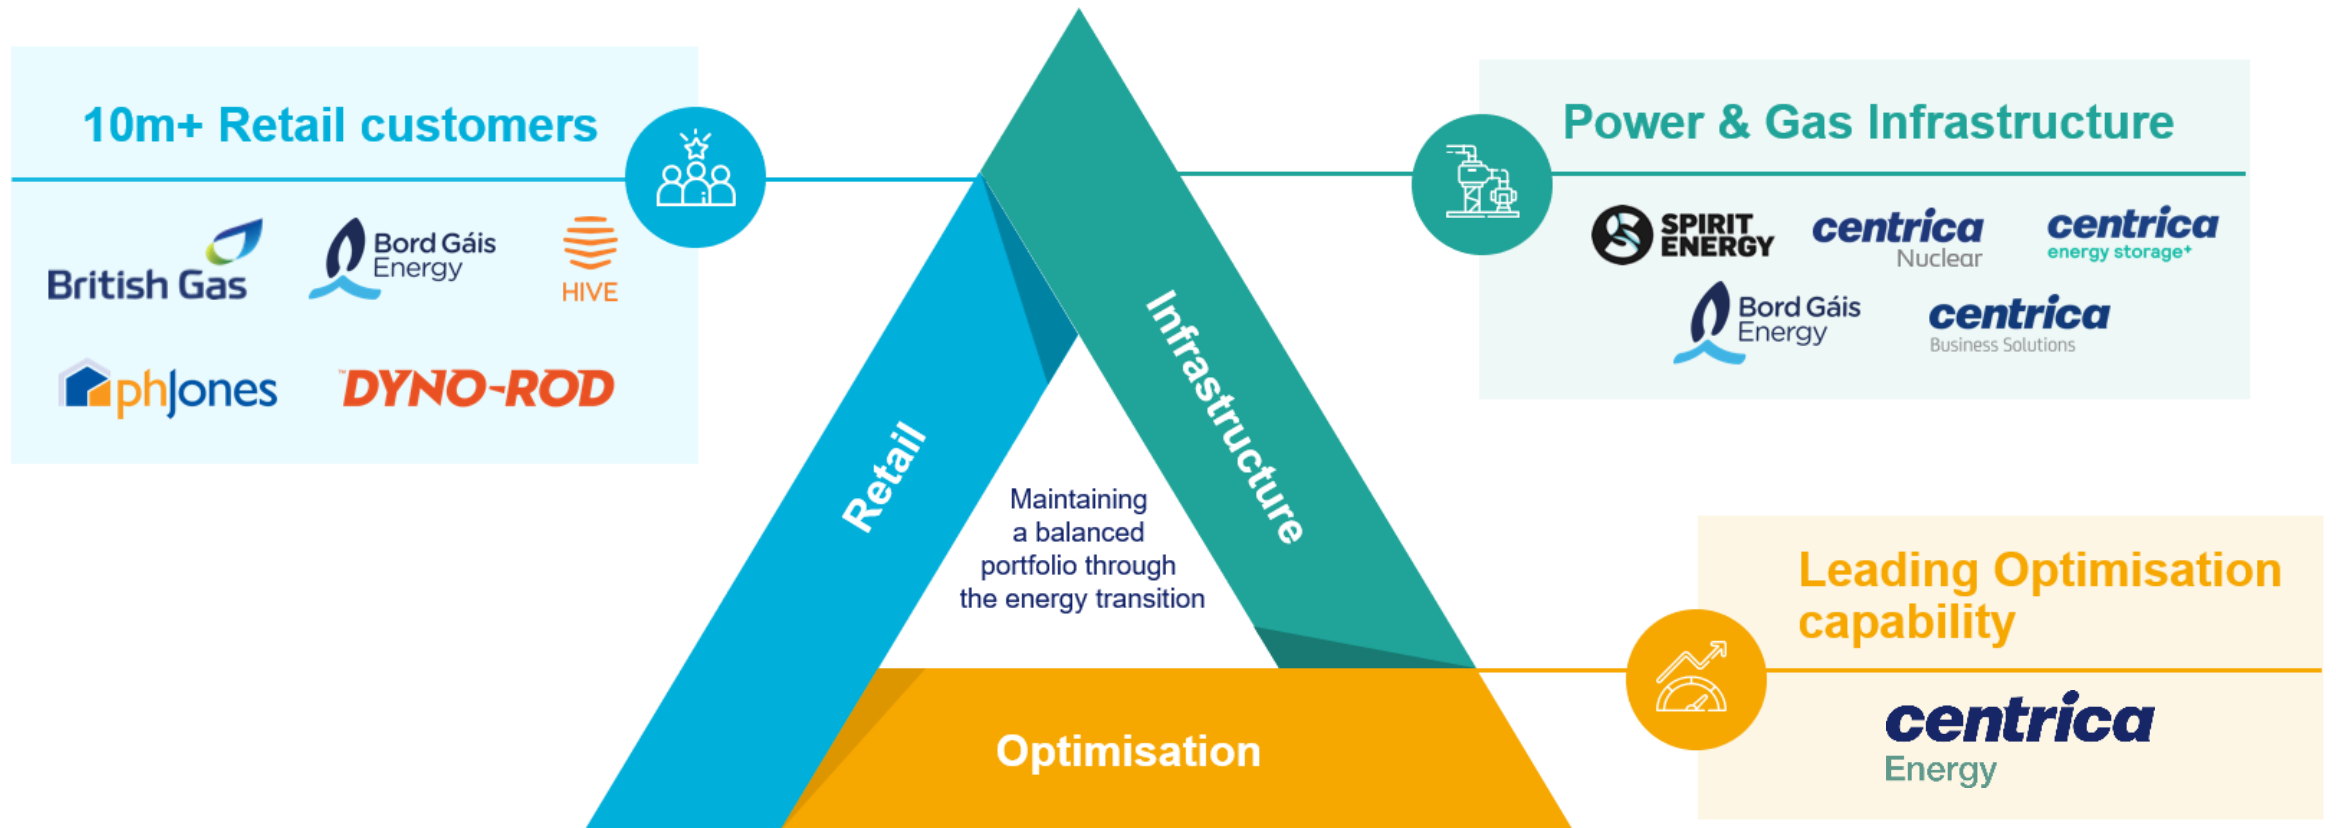 10m+ Retail customers
British Gas
Bord Gáis
Energy
HIVE
phJones
™DYNO-ROD
Retail
Infrastructure
Optimisation
Maintaining
a balanced
portfolio through
the energy transition
Power & Gas Infrastructure
SPIRIT
ENERGY
centrica
Nuclear
centrica
energy storage+
Bord Gáis
Energy
centrica
Business Solutions
Leading Optimisation
capability
centrica
Energy